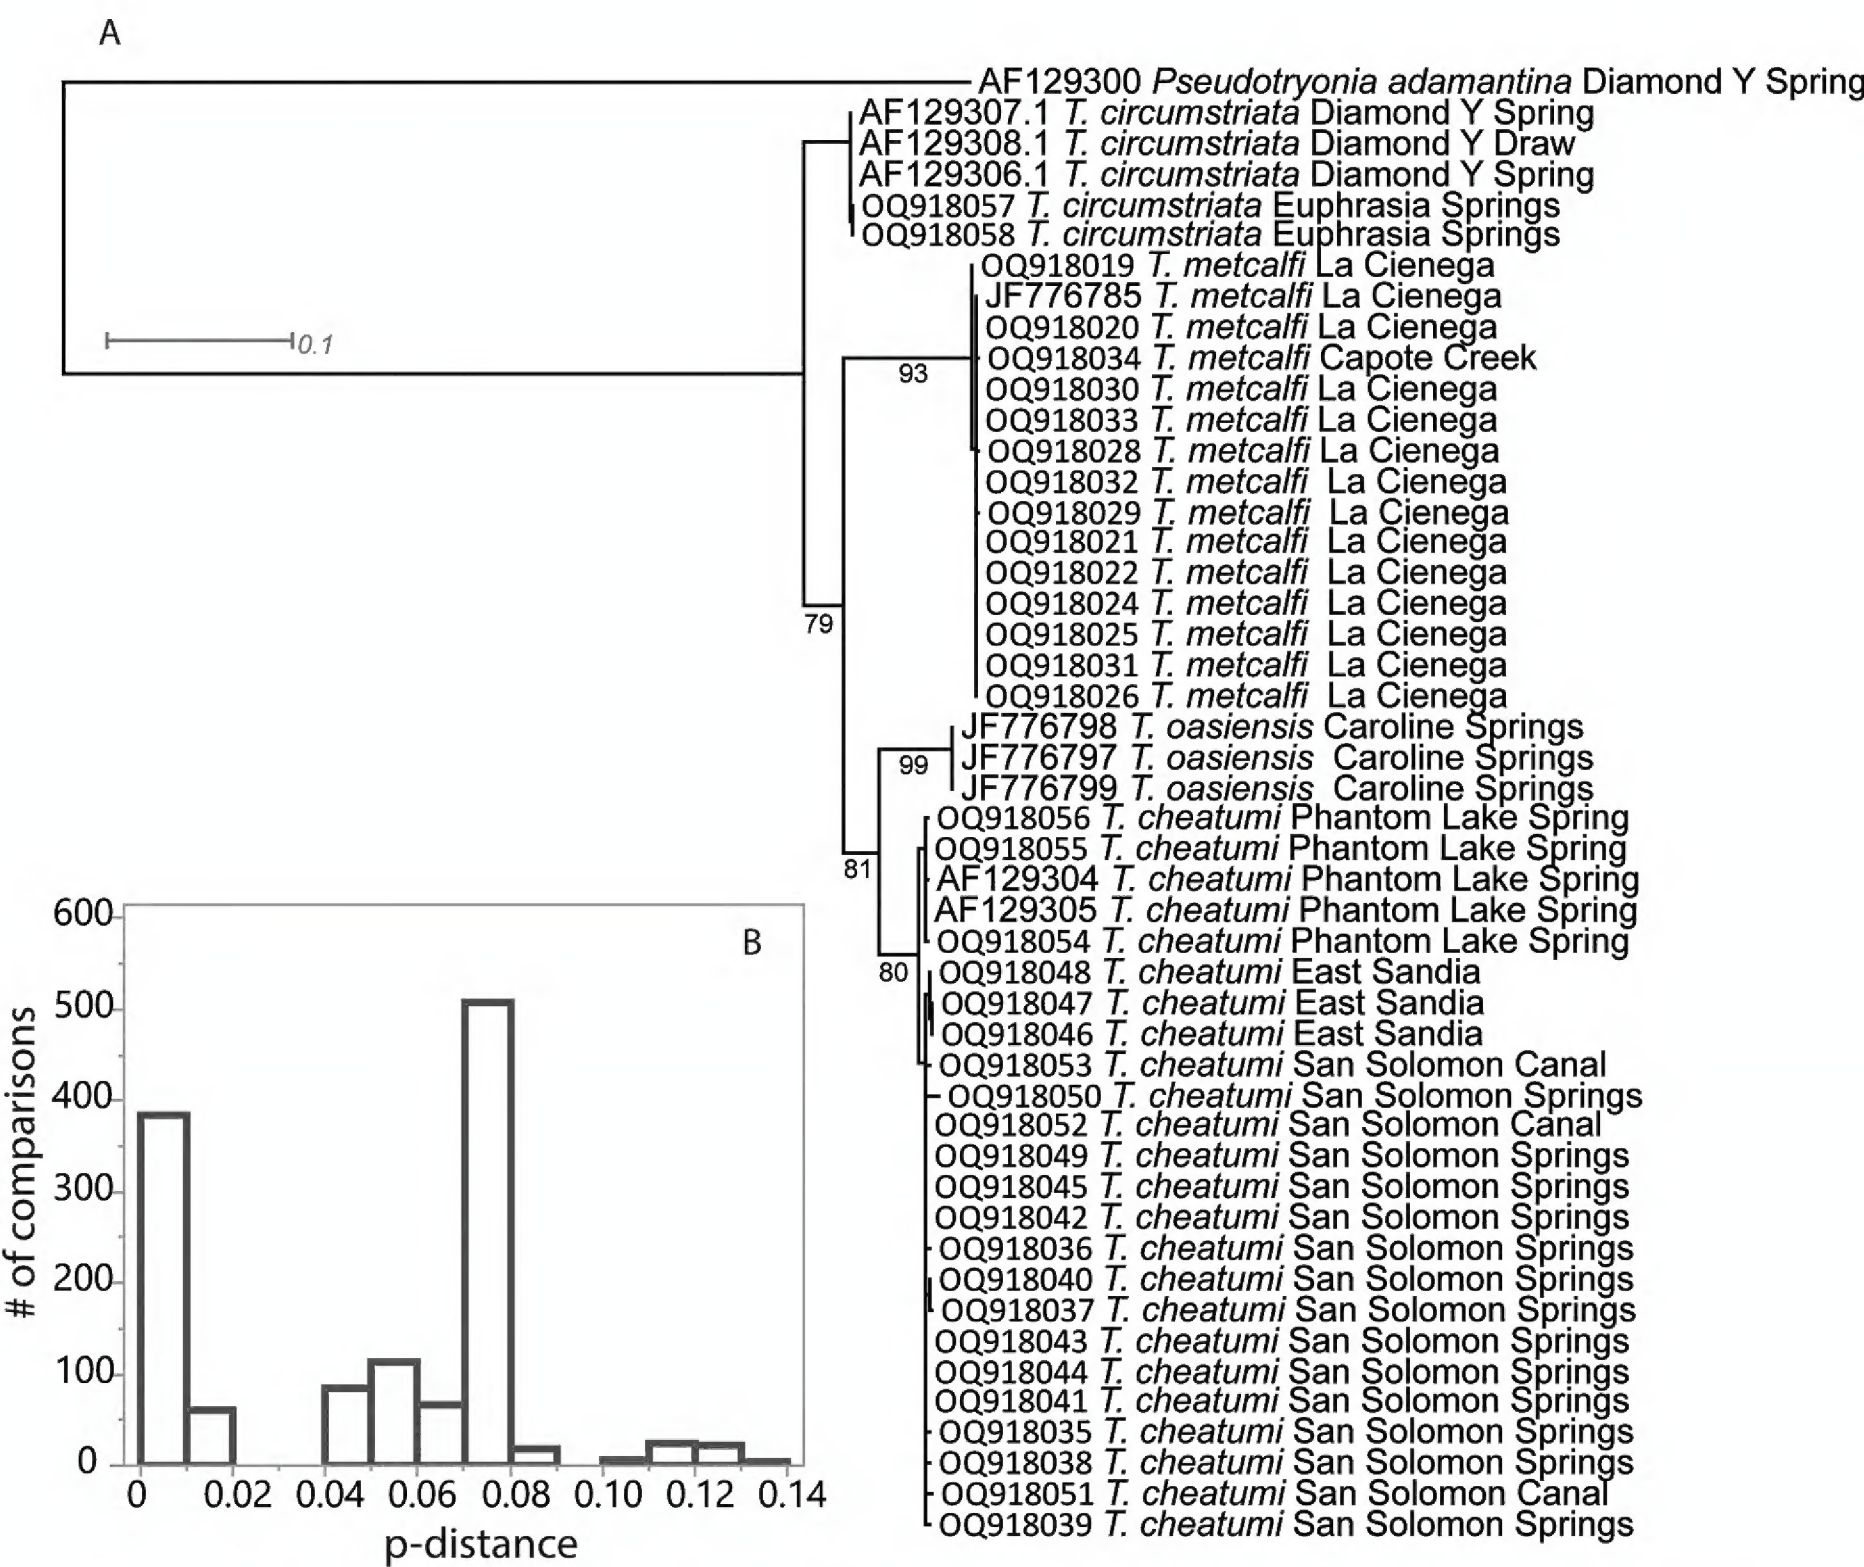 A
AF129300 Pseudotryonia adamantina Diamond Y Spring
AF129307.1 T. circumstriata Diamond Y Spring
AF129308.1 T. circumstriata Diamond Y Draw
AF129306.1 T. circumstriata Diamond Y Spring
OQ918057 T. circumstriata Euphrasia Springs
OQ918058 T. circumstriata Euphrasia Springs
OQ918019 T. metcalfi La Cienega
JF776785 T. metcalfi La Cienega
OQ918020 T. metcalfi La Cienega
0.1
OQ918034 T. metcalfi Capote Creek
93
OQ918030 T. metcalfi La Cienega
OQ918033 T. metcalfi La Cienega
OQ918028 T. metcalfi La Cienega
OQ918032 T. metcalfi La Cienega
OQ918029 T. metcalfi La Cienega
OQ918021 T. metcalfi La Cienega
OQ918022 T. metcalfi La Cienega
OQ918024 T. metcalfi La Cienega
79
OQ918025 T. metcalfi La Cienega
OQ918031 T. metcalfi La Cienega
OQ918026 T. metcalfi La Cienega
JF776798 T. oasiensis Caroline Springs
JF776797 T. oasiensis Caroline Springs
99
JF776799 T. oasiensis Caroline Springs
OQ918056 T. cheatumi Phantom Lake Spring
OQ918055 T. cheatumi Phantom Lake Spring
81
AF129304 T. cheatumi Phantom Lake Spring
AF129305 T. cheatumi Phantom Lake Spring
OQ918054 T. cheatumi Phantom Lake Spring
80
OQ918048 T. cheatumi East Sandia
OQ918047 T. cheatumi East Sandia
OQ918046 T. cheatumi East Sandia
OQ918053 T. cheatumi San Solomon Canal
OQ918050 T. cheatumi San Solomon Springs
OQ918052 T. cheatumi San Solomon Canal
OQ918049 T. cheatumi San Solomon Springs
OQ918045 T. cheatumi San Solomon Springs
OQ918042 T. cheatumi San Solomon Springs
OQ918036 T. cheatumi San Solomon Springs
OQ918040 T. cheatumi San Solomon Springs
OQ918037 T. cheatumi San Solomon Springs
OQ918043 T. cheatumi San Solomon Springs
OQ918044 T. cheatumi San Solomon Springs
OQ918041 T. cheatumi San Solomon Springs
OQ918035 T. cheatumi San Solomon Springs
OQ918038 T. cheatumi San Solomon Springs
OQ918051 T. cheatumi San Solomon Canal
OQ918039 T. cheatumi San Solomon Springs
B
# of comparisons
600
500
400
300
200
100
0
0 0.02 0.04 0.06 0.08 0.10 0.12 0.14
p-distance